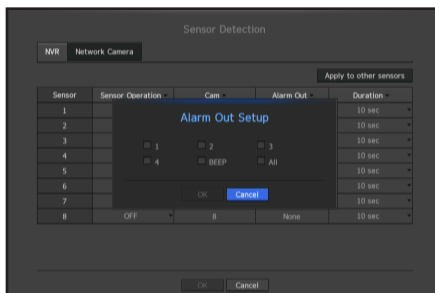 Sensor Detection
NVR Network Camera
Apply to other sensors
Sensor Sensor Operation Cam Alarm Out Duration
1 10 sec
2 10 sec
Alarm Out Setup
3 10 sec
1 2 3
4 10 sec
4 BEEP All
5 10 sec
6 10 sec
OK Cancel
7 10 sec
8 OFF 8 None 10 sec
OK Cancel